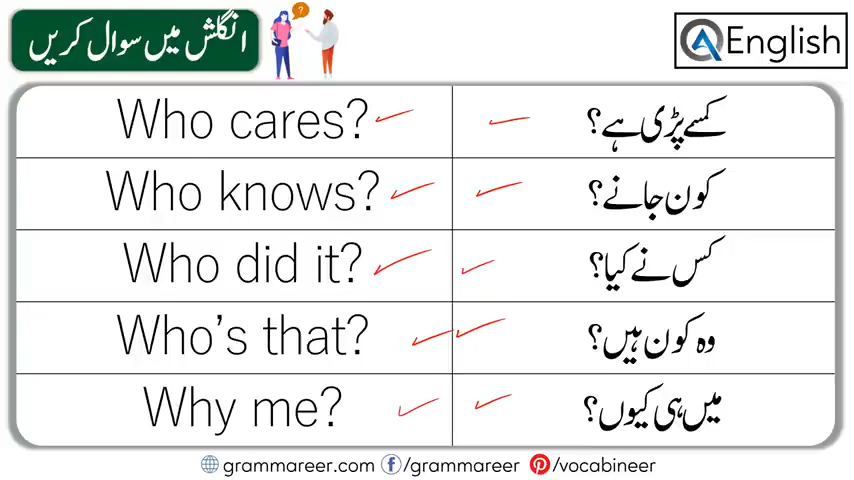 انگلش میں سوال کریں
?
AQ English
Who cares? کسے پڑی ہے؟
Who knows? کون جانے؟
Who did it? کس نے کیا؟
Who's that? وہ کون ہیں؟
Why me? میں ہی کیوں؟
grammareer.com f/grammareer /vocabineer